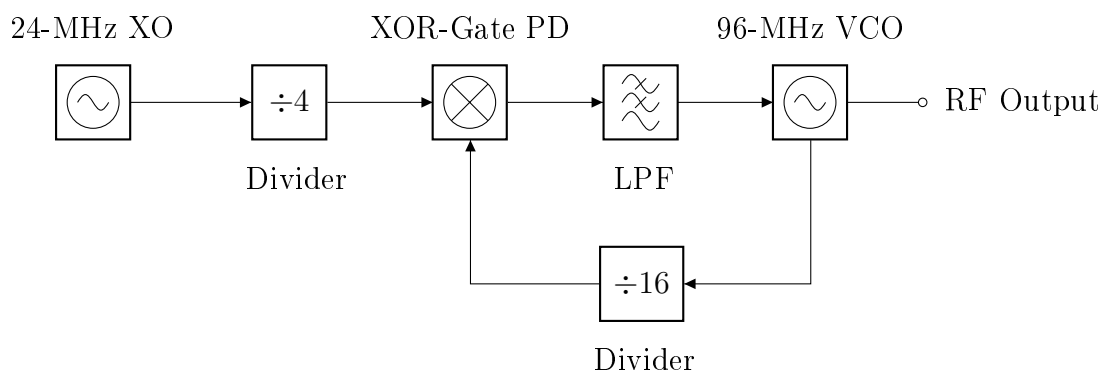 24-MHz XO
XOR-Gate PD
96-MHz VCO
÷4
RF Output
Divider
LPF
÷16
Divider